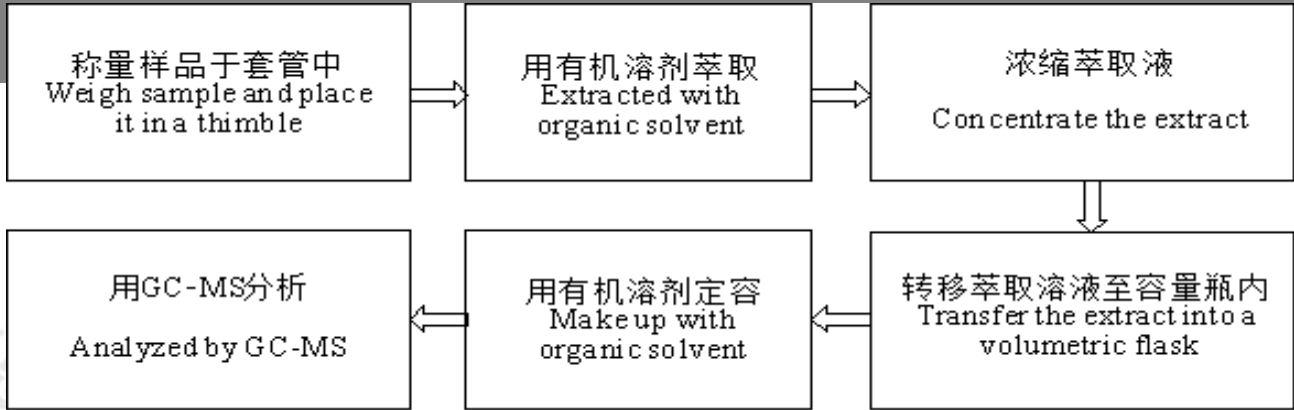 称量样品于套管中
Weigh sample and place
it in a thimble
用有机溶剂萃取
Extracted with
organic solvent
浓缩萃取液
Concentrate the extract
转移萃取溶液至容量瓶内
Transfer the extract into a
volumetric flask
用有机溶剂定容
Make up with
organic solvent
用GC-MS分析
Analyzed by GC-MS